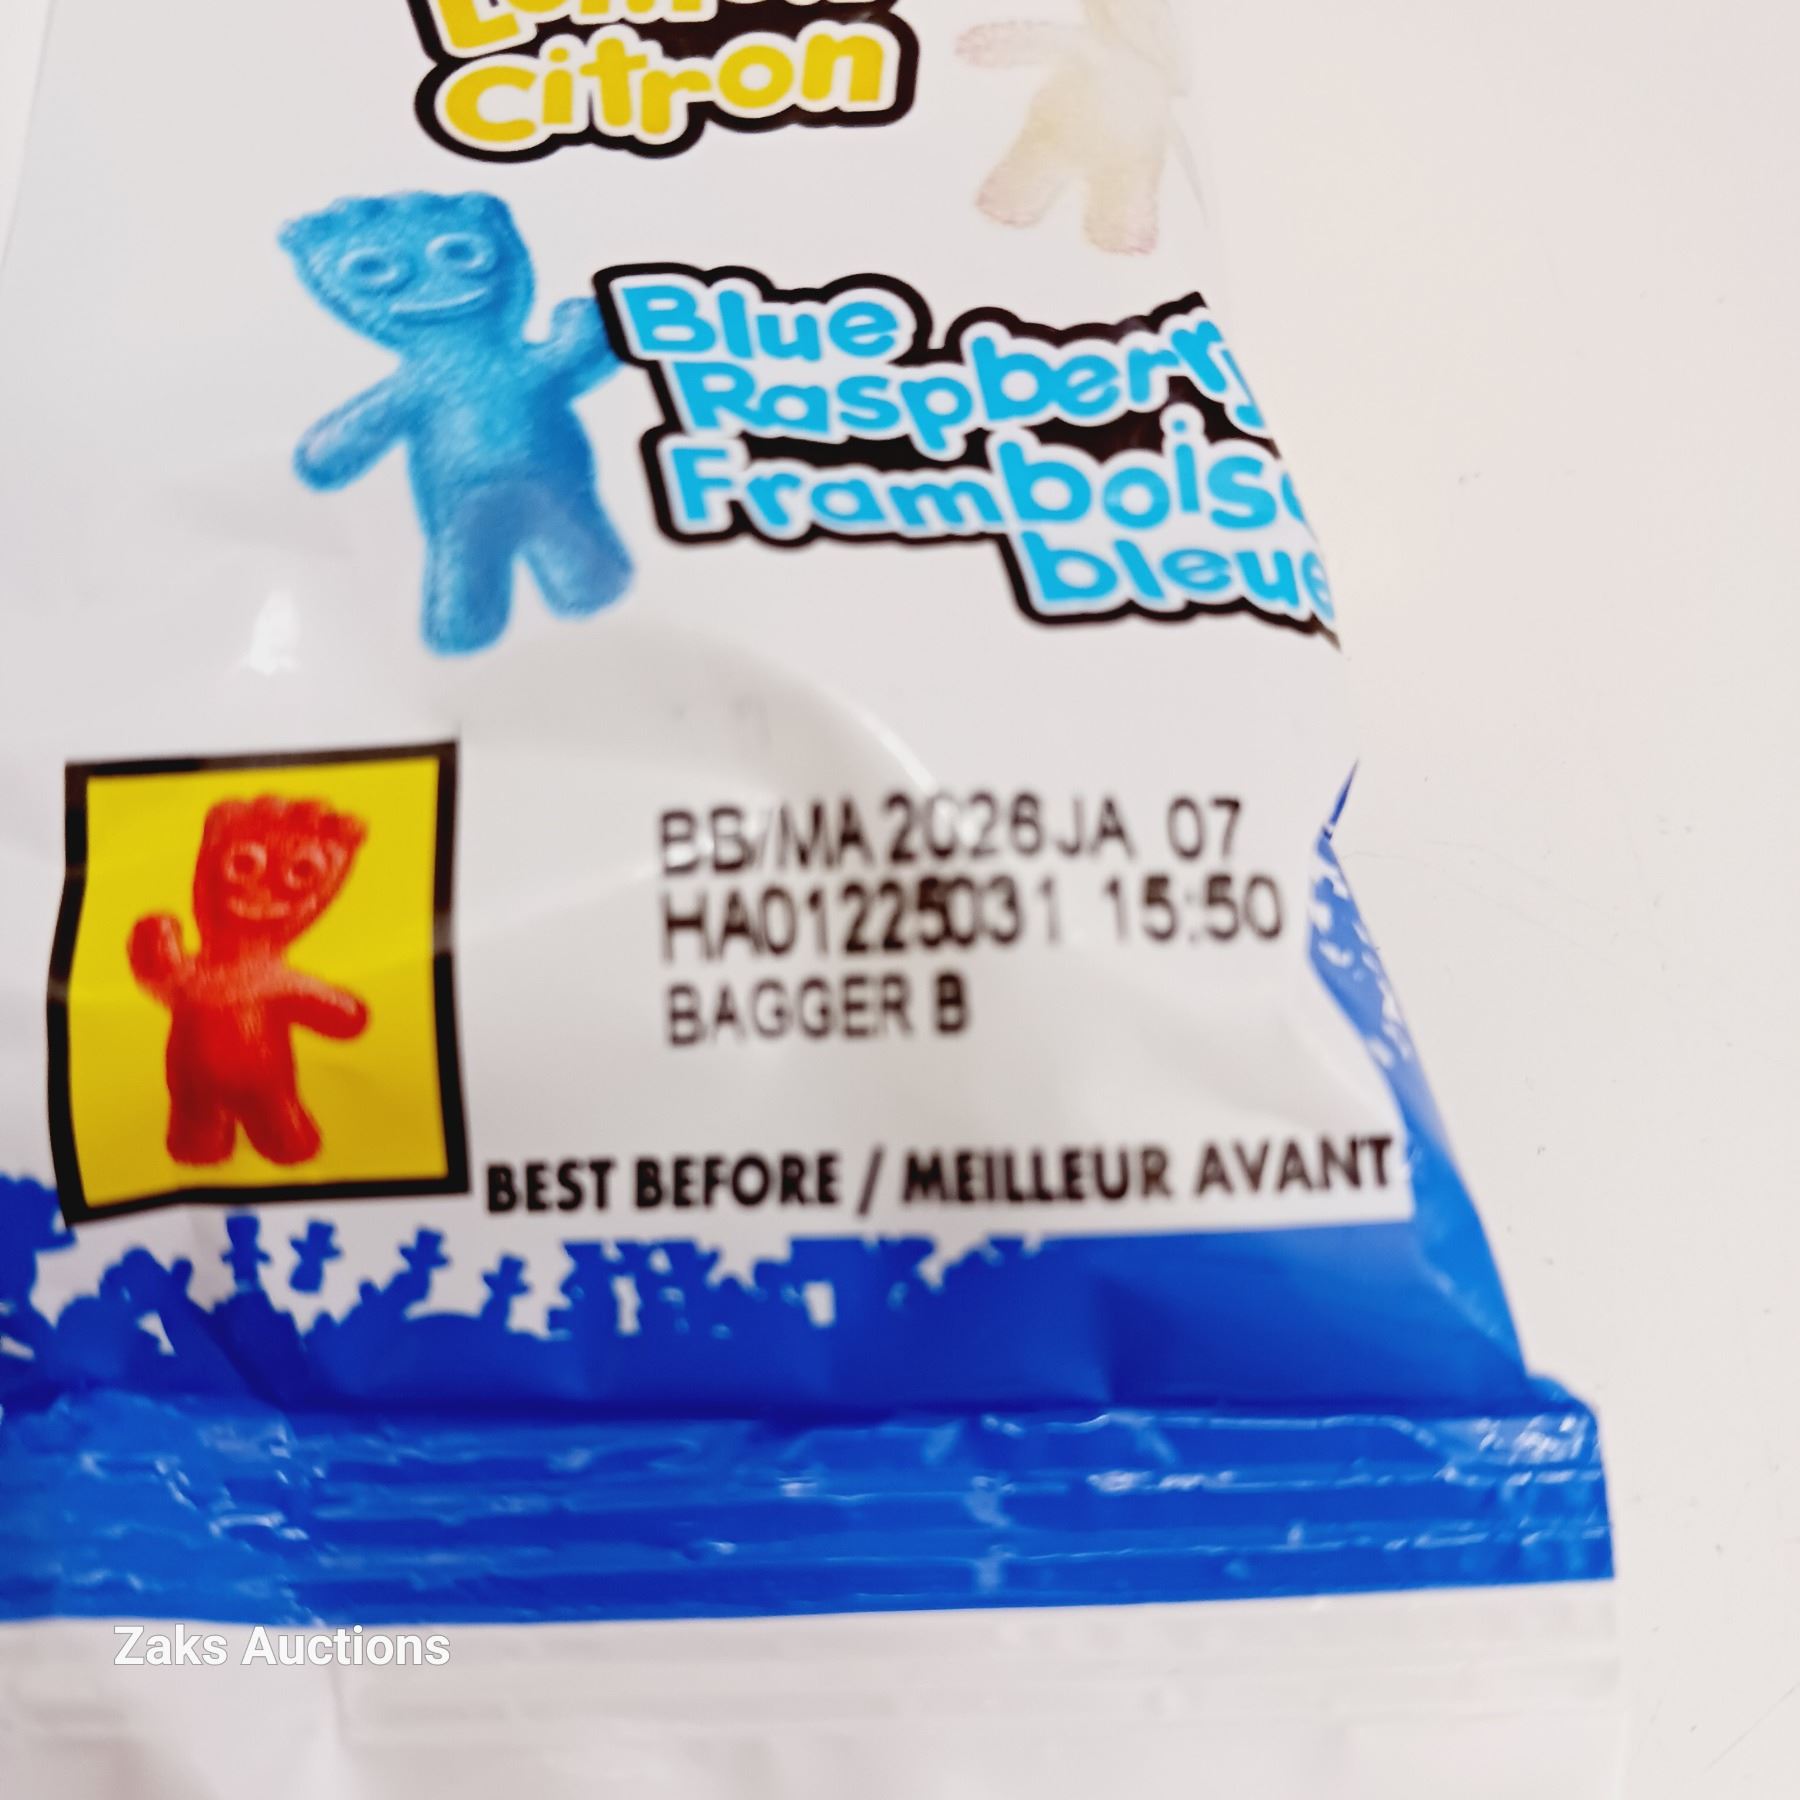 Lemon
Citron
Blue
Raspberry
Framboise
bleue
BB/MA 2026 JA 07
HA01225031 15:50
BAGGER B
BEST BEFORE / MEILLEUR AVANT
Zaks Auctions